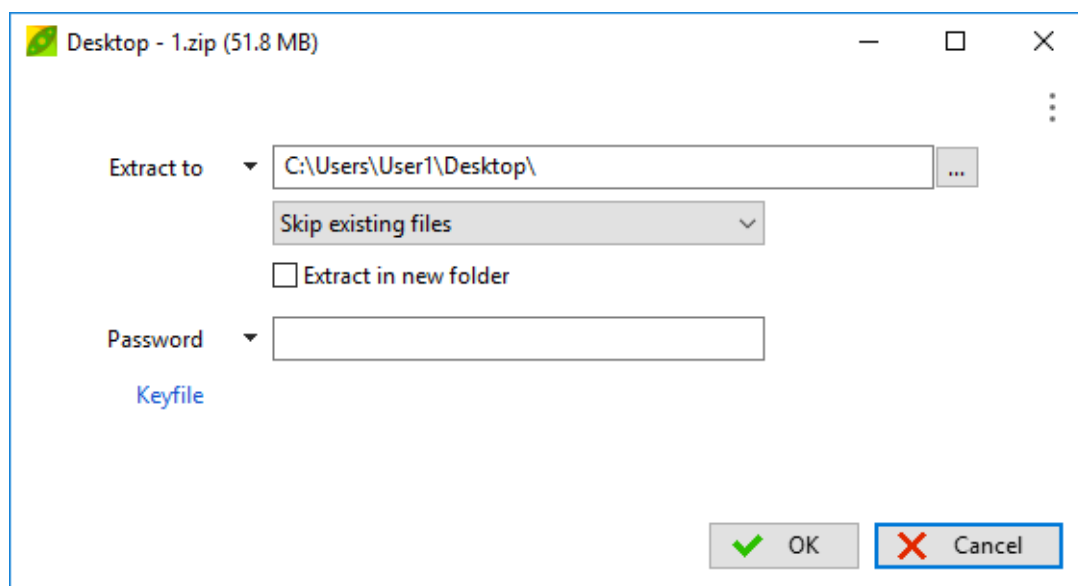 Desktop - 1.zip (51.8 MB)
Extract to
C:\Users\User1\Desktop\
...
Skip existing files
Extract in new folder
Password
Keyfile
OK
Cancel